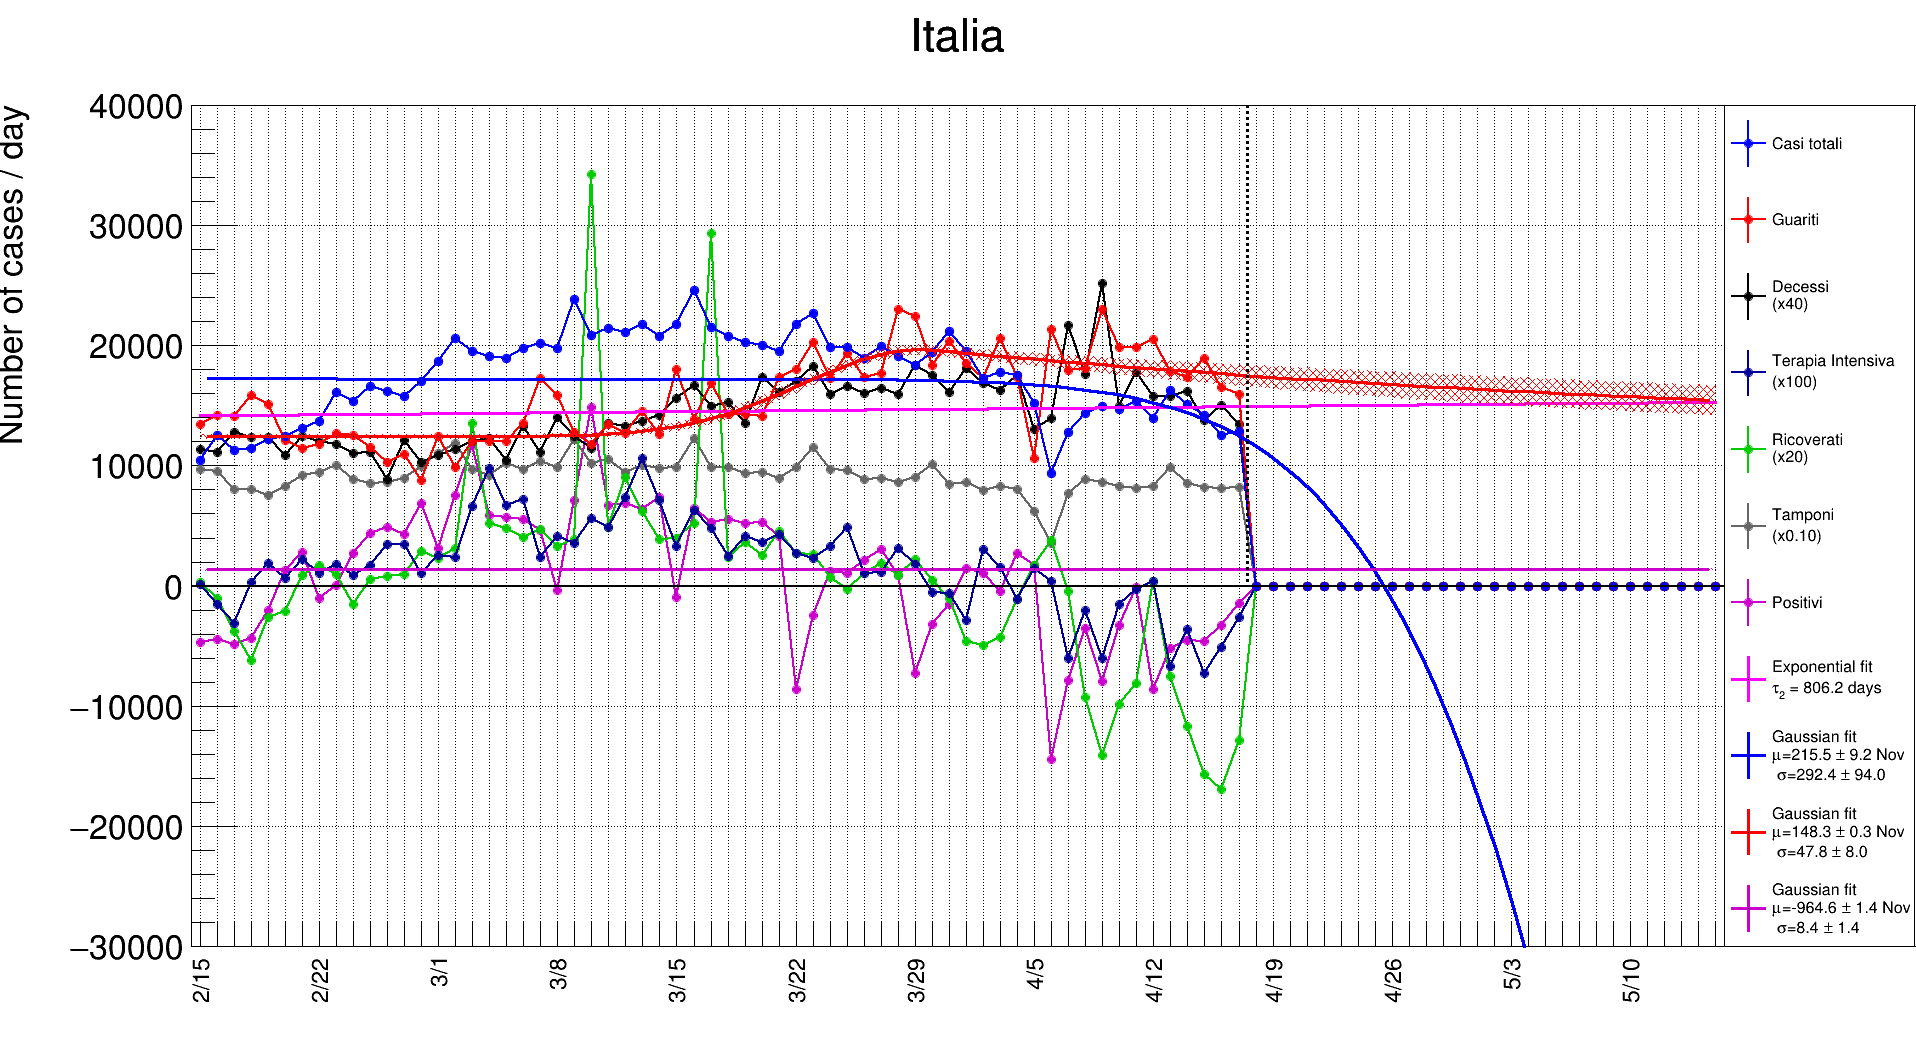 Italia
Number of cases / day
40000
30000
20000
10000
0
−10000
−20000
−30000
2/15
2/22
3/1
3/8
3/15
3/22
3/29
4/5
4/12
4/19
4/26
5/3
5/10
Casi totali
Guariti
Decessi
(x40)
Terapia Intensiva
(x100)
Ricoverati
(x20)
Tamponi
(x0.10)
Positivi
Exponential fit
τ2 = 806.2 days
Gaussian fit
μ=215.5 ± 9.2 Nov
σ=292.4 ± 94.0
Gaussian fit
μ=148.3 ± 0.3 Nov
σ=47.8 ± 8.0
Gaussian fit
μ=-964.6 ± 1.4 Nov
σ=8.4 ± 1.4